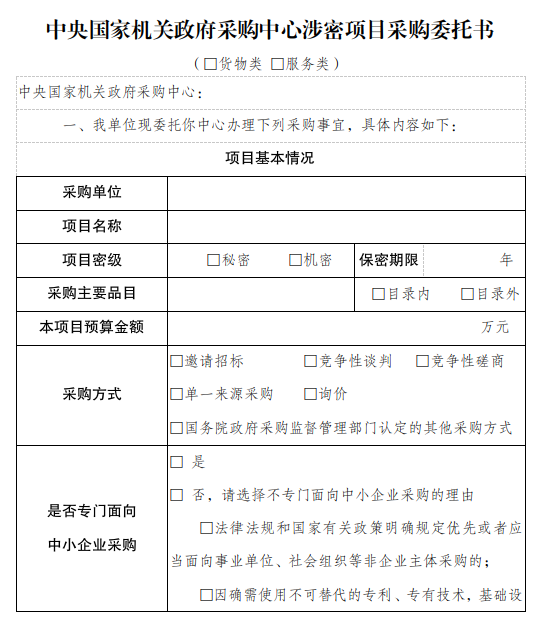 中央国家机关政府采购中心涉密项目采购委托书
（□货物类 □服务类）
中央国家机关政府采购中心：
一、我单位现委托你中心办理下列采购事宜，具体内容如下：
项目基本情况
采购单位
项目名称
项目密级 □秘密 □机密 保密期限 年
采购主要品目 □目录内 □目录外
本项目预算金额 万元
采购方式
□邀请招标 □竞争性谈判 □竞争性磋商
□单一来源采购 □询价
□国务院政府采购监督管理部门认定的其他采购方式
是否专门面向
中小企业采购
□ 是
□ 否，请选择不专门面向中小企业采购的理由
□法律法规和国家有关政策明确规定优先或者应
当面向事业单位、社会组织等非企业主体采购的；
□因确需使用不可替代的专利、专有技术，基础设